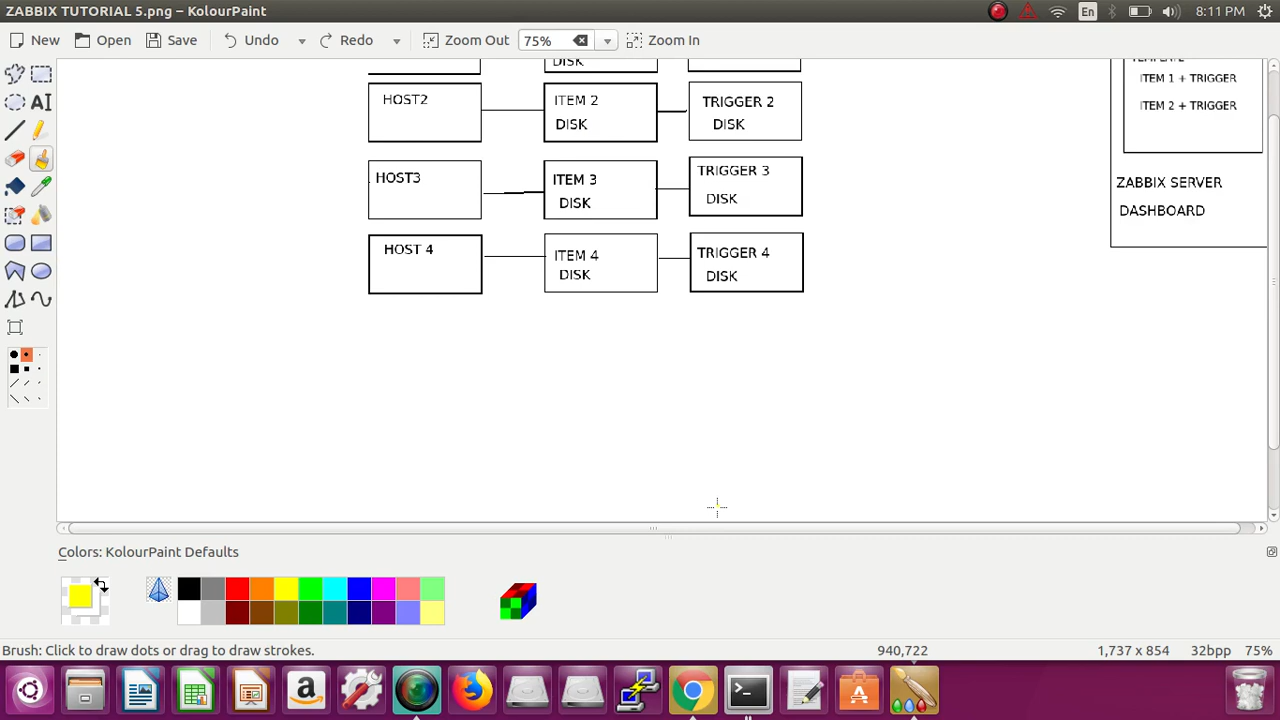 ZABBIX TUTORIAL 5.png – KolourPaint
En
8:11 PM
New
Open
Save
Undo
Redo
Zoom Out
75%
Zoom In
DISK
HOST2
ITEM 2
DISK
TRIGGER 2
DISK
HOST3
ITEM 3
DISK
TRIGGER 3
DISK
HOST 4
ITEM 4
DISK
TRIGGER 4
DISK
ITEM 1 + TRIGGER
ITEM 2 + TRIGGER
ZABBIX SERVER
DASHBOARD
Colors: KolourPaint Defaults
Brush: Click to draw dots or drag to draw strokes.
940,722
1,737 x 854
32bpp
75%